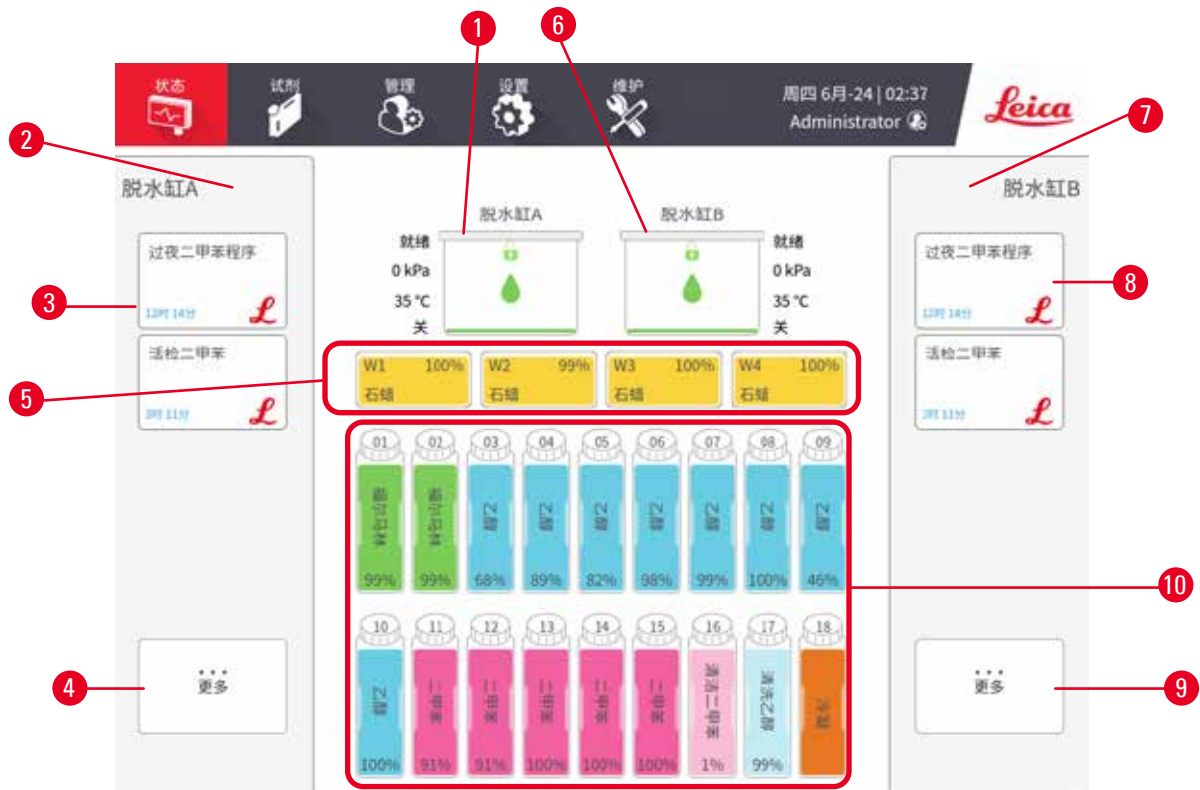 1
6
状态
试剂
管理
设置
维护
周四 6月-24 | 02:37
Administrator
Leica
2
7
脱水缸A
脱水缸B
脱水缸A
脱水缸B
过夜二甲苯程序
12时 14分
L
3
活检二甲苯
3时 11分
L
就绪
0 kPa
35 °C
关
就绪
0 kPa
35 °C
关
过夜二甲苯程序
12时 14分
L
8
活检二甲苯
3时 11分
L
5
W1 100%
石蜡
W2 99%
石蜡
W3 100%
石蜡
W4 100%
石蜡
01 02 03 04 05 06 07 08 09
福尔马林 福尔马林 乙醇 乙醇 乙醇 乙醇 乙醇 乙醇 乙醇
99% 99% 68% 89% 82% 98% 99% 100% 46%
10
10 11 12 13 14 15 16 17 18
乙醇 二甲苯 二甲苯 二甲苯 二甲苯 二甲苯 清洁二甲苯 清洗乙醇
100% 91% 91% 100% 100% 100% 1% 99%
4
更多
更多
9